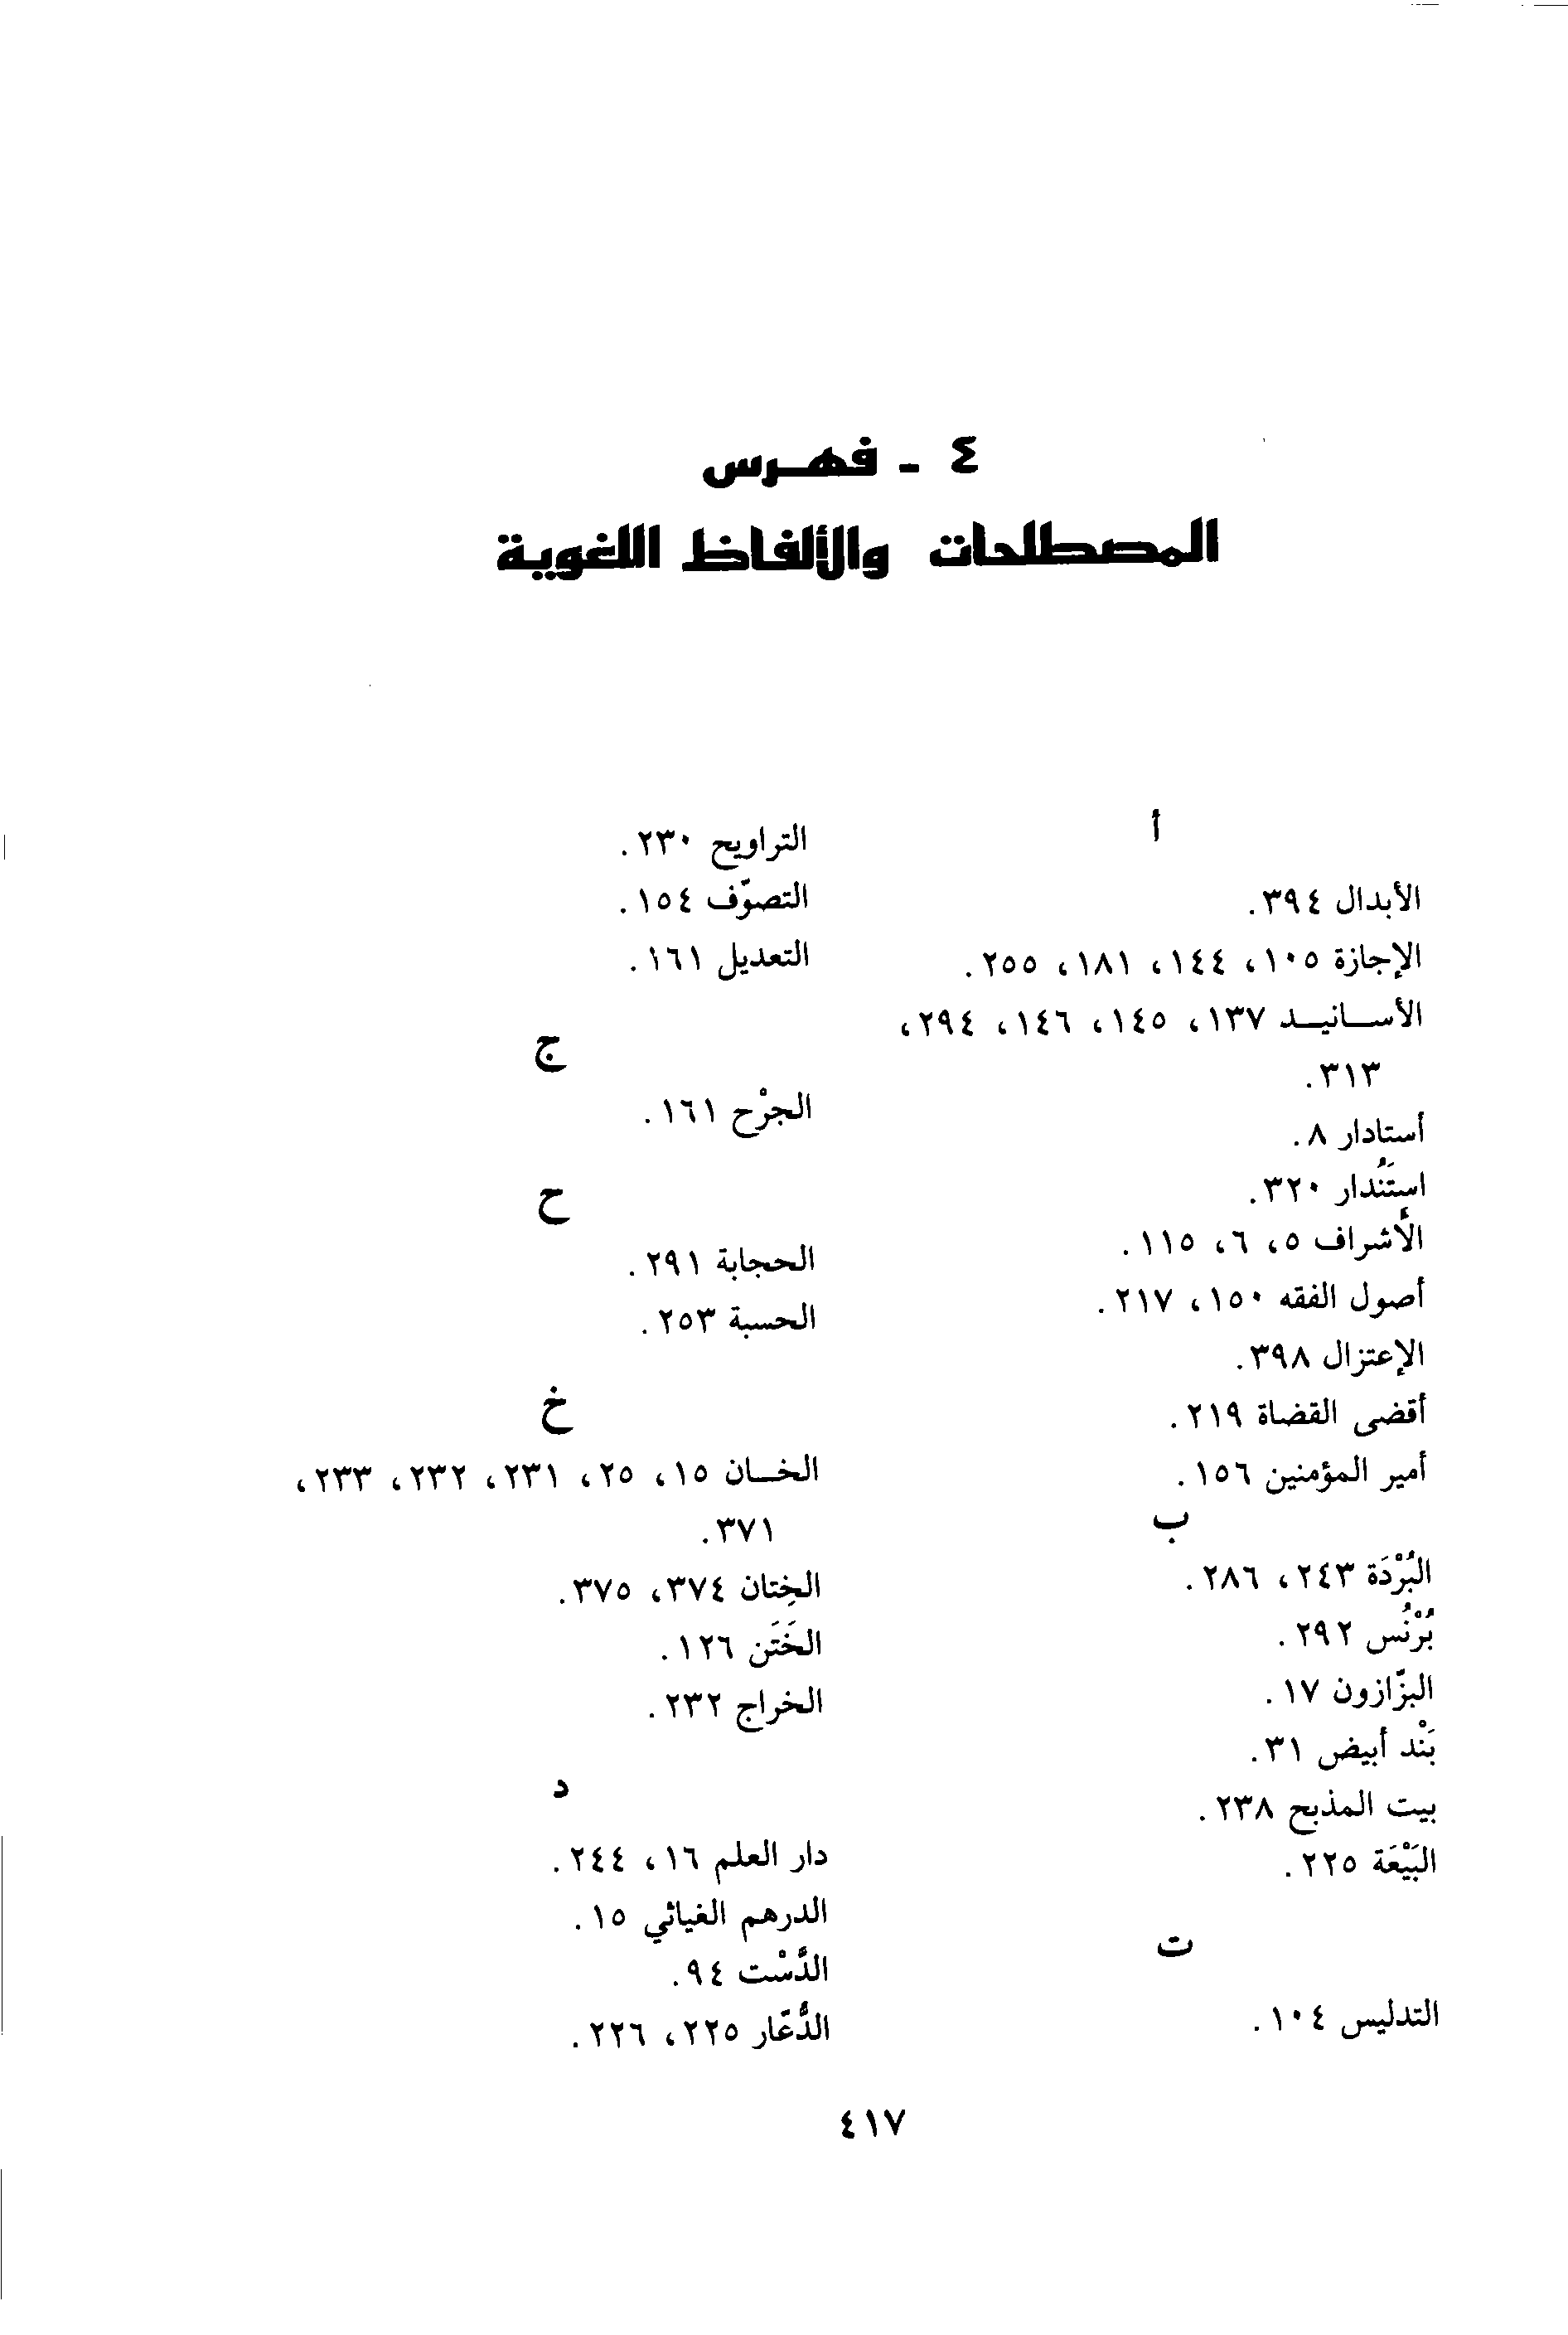 ٤ - فهرس
المصطلحات والألفاظ اللغوية
أ
الأبدال ٣٩٤.
الإجازة ١٠٥، ١٤٤، ١٨١، ٢٥٥.
الأسانيد ١٣٧، ١٤٥، ١٤٦، ٢٩٤،
٣١٣.
أستادار ٨.
استَنُدار ٣٢٠.
الأشراف ٥، ٦، ١١٥.
أصول الفقه ١٥٠، ٢١٧.
الإعتزال ٣٩٨.
أقضى القضاة ٢١٩.
أمير المؤمنين ١٥٦.
ب
البُرْدَة ٢٤٣، ٢٨٦.
بُرْنُس ٢٩٢.
البزّازون ١٧.
بَنْد أبيض ٣١.
بيت المذبح ٢٣٨.
البَيْعَة ٢٢٥.
ت
التدليس ١٠٤.
التراويح ٢٣٠.
التصوّف ١٥٤.
التعديل ١٦١.
ج
الجرْح ١٦١.
ح
الحجابة ٢٩١.
الحسبة ٢٥٣.
خ
الخان ١٥، ٢٥، ٢٣١، ٢٣٢، ٢٣٣،
٣٧١.
الخِتان ٣٧٤، ٣٧٥.
الخَتَن ١٢٦.
الخراج ٢٣٢.
د
دار العلم ١٦، ٢٤٤.
الدرهم الغياثي ١٥.
الدَّسْت ٩٤.
الدُّعّار ٢٢٥، ٢٢٦.
٤١٧